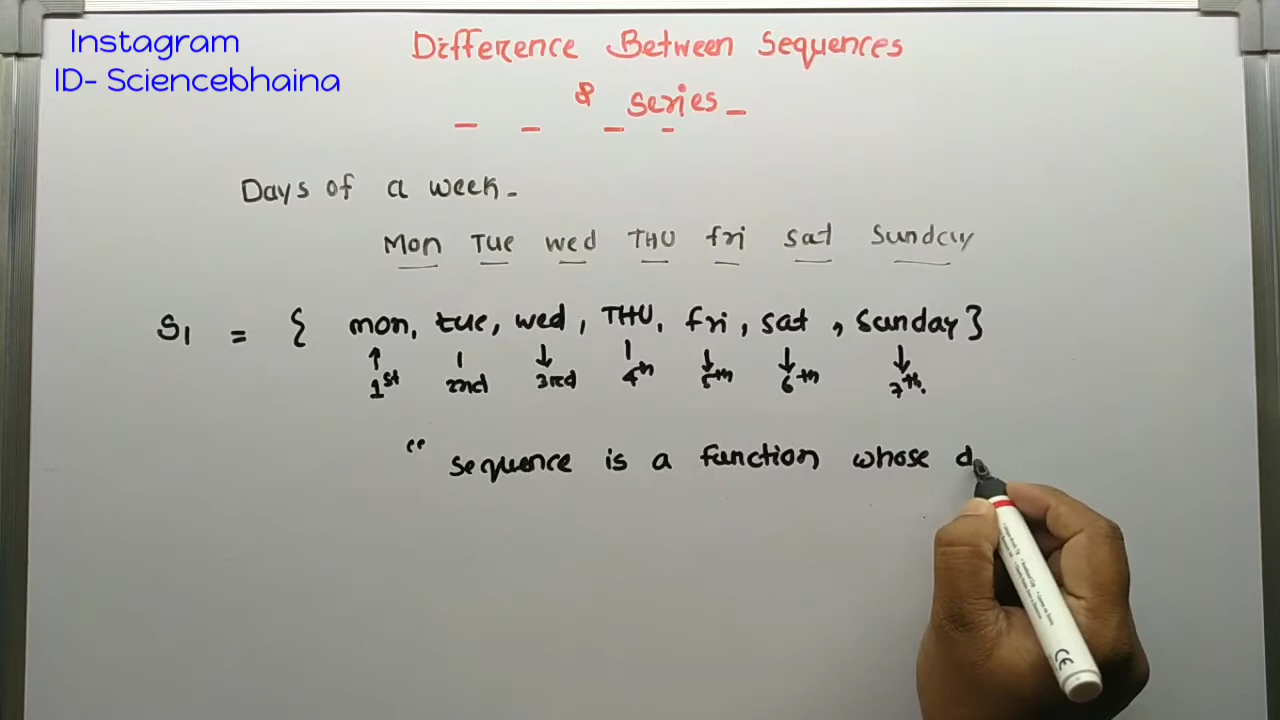 Instagram
ID- Sciencebhaina
Difference Between Sequences
& Series
Days of a week.
Mon Tue wed THU fri sat Sunday
S1 = { mon, tue, wed, THU, fri, sat, sunday }
1st 2nd 3rd 4th 5th 6th 7th.
" sequence is a function whose d
CE